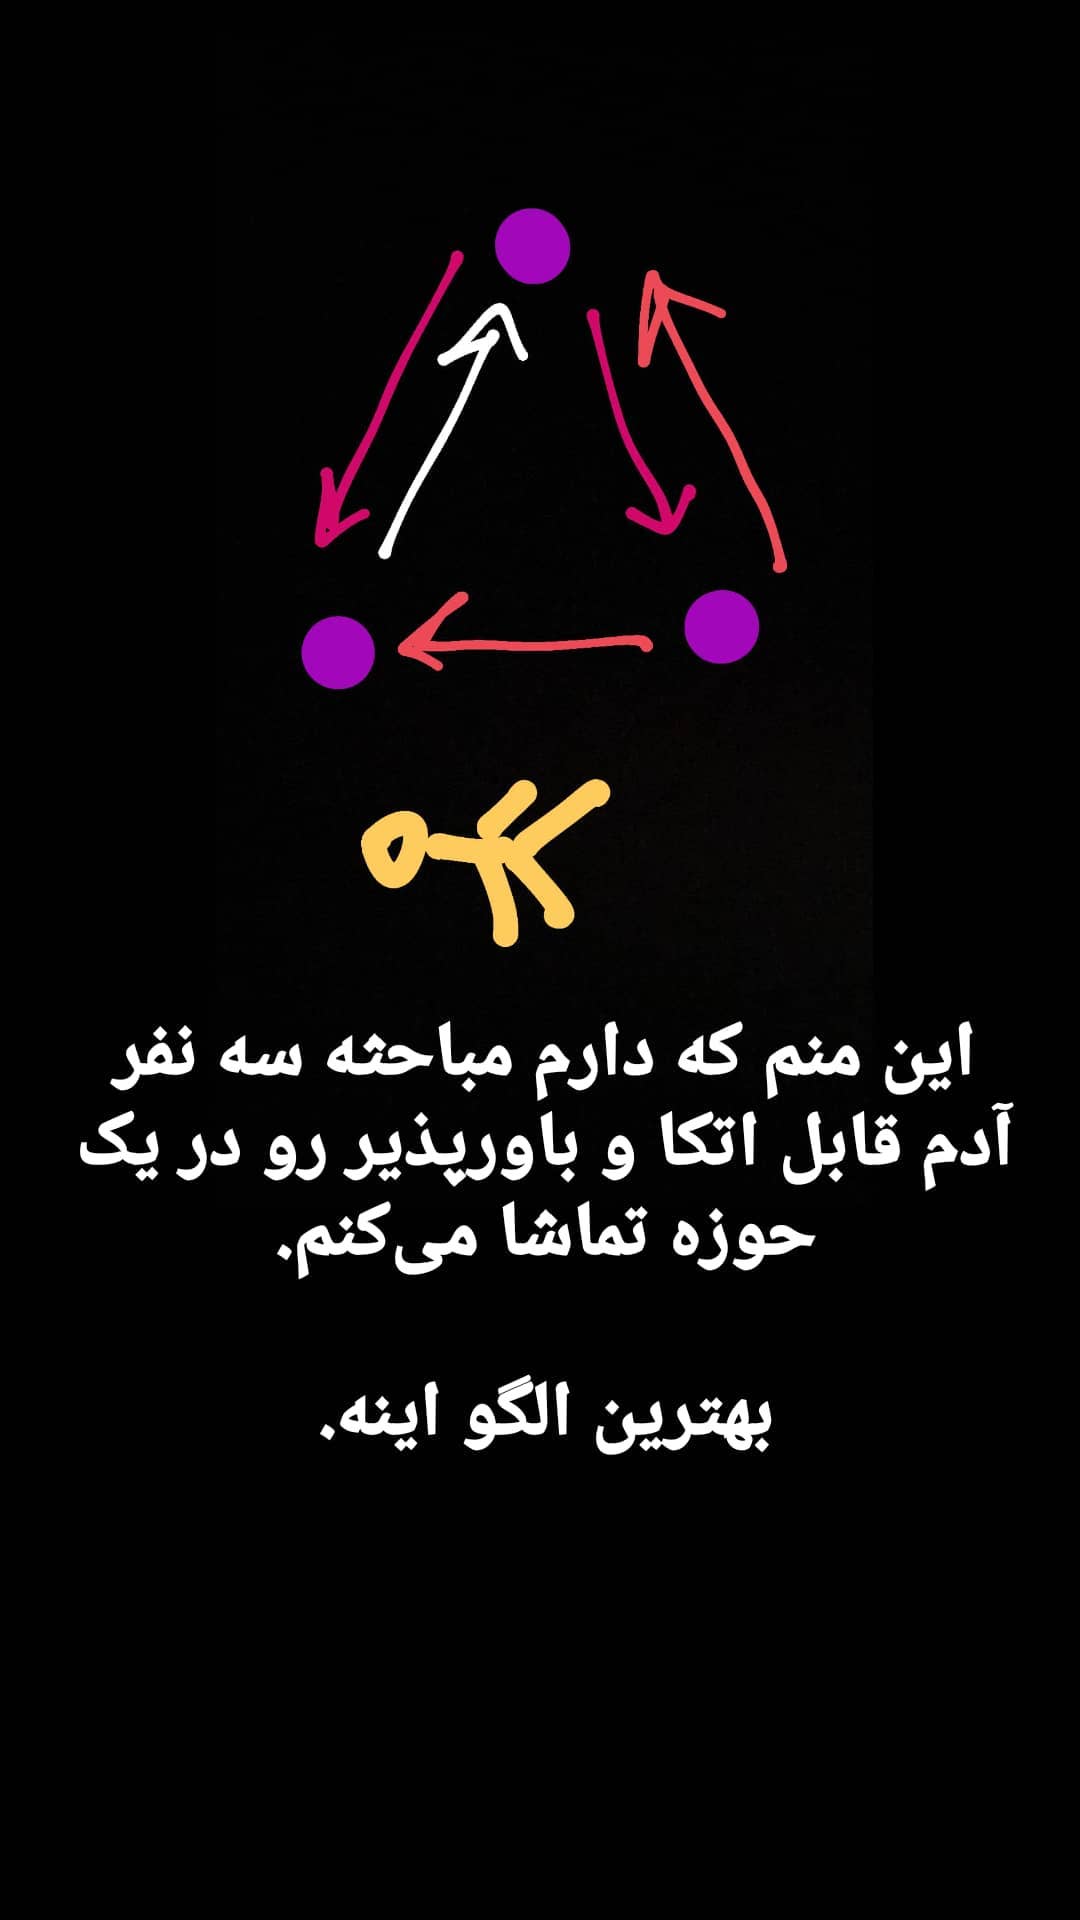 این منم که دارم مباحثه سه نفر
آدم قابل اتکا و باورپذیر رو در یک
حوزه تماشا می‌کنم.
بهترین الگو اینه.